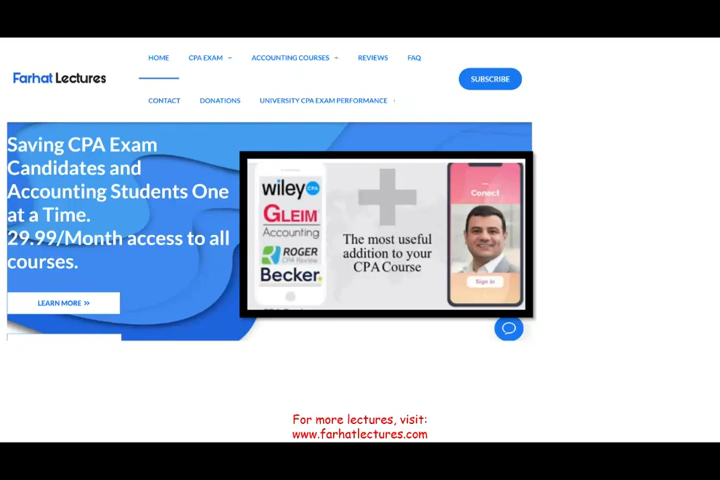 HOME
CPA EXAM
ACCOUNTING COURSES
REVIEWS
FAQ
Farhat Lectures
SUBSCRIBE
CONTACT
DONATIONS
UNIVERSITY CPA EXAM PERFORMANCE
Saving CPA Exam
Candidates and
Accounting Students One
at a Time.
29.99/Month access to all
courses.
LEARN MORE »
wiley CPA
GLEIM
Accounting
ROGER
CPA Review
Becker.
The most useful
addition to your
CPA Course
Conect
Sign in
For more lectures, visit:
www.farhatlectures.com